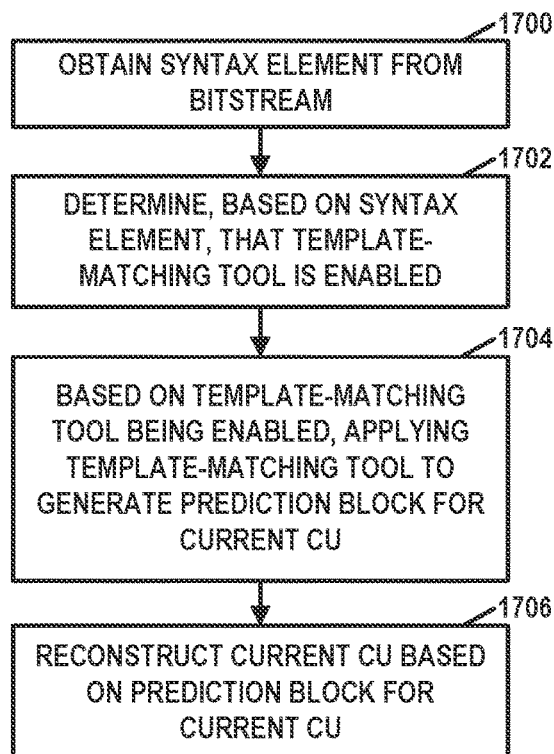 1700
OBTAIN SYNTAX ELEMENT FROM
BITSTREAM
1702
DETERMINE, BASED ON SYNTAX
ELEMENT, THAT TEMPLATE-
MATCHING TOOL IS ENABLED
1704
BASED ON TEMPLATE-MATCHING
TOOL BEING ENABLED, APPLYING
TEMPLATE-MATCHING TOOL TO
GENERATE PREDICTION BLOCK FOR
CURRENT CU
1706
RECONSTRUCT CURRENT CU BASED
ON PREDICTION BLOCK FOR
CURRENT CU